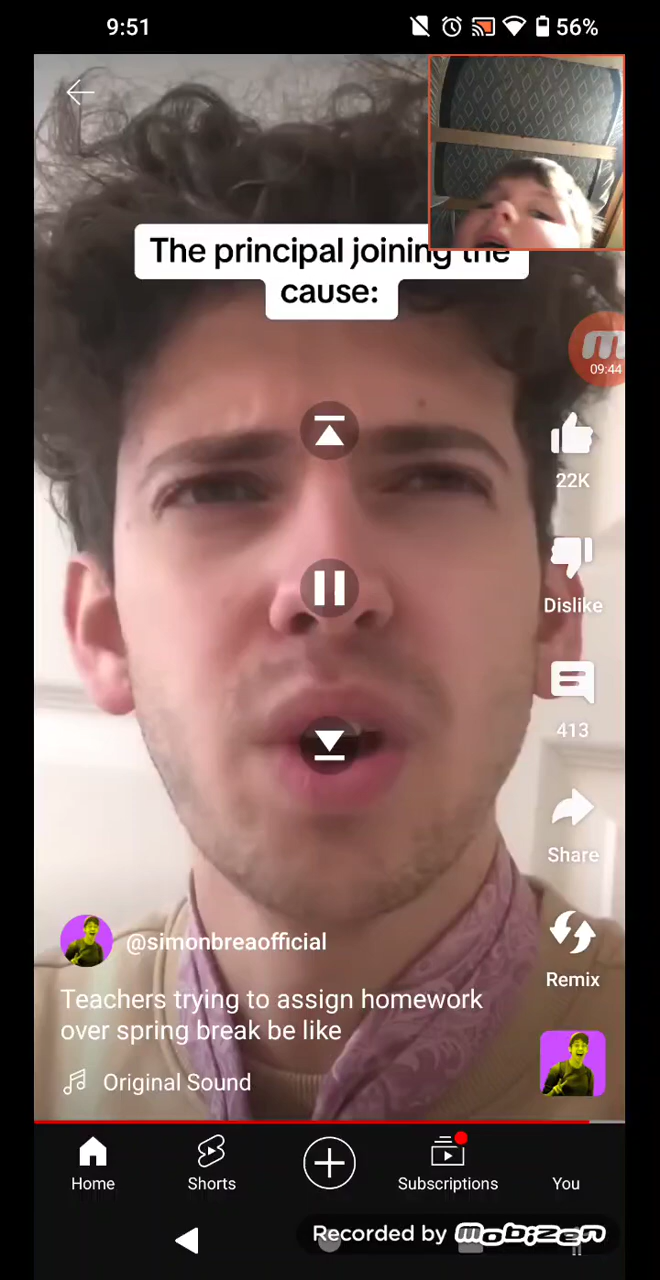 9:51
56%
The principal joining the
cause:
09:44
22K
Dislike
413
Share
@simonbreaofficial
Remix
Teachers trying to assign homework
over spring break be like
Original Sound
Home
Shorts
Subscriptions
You
Recorded by mobizen